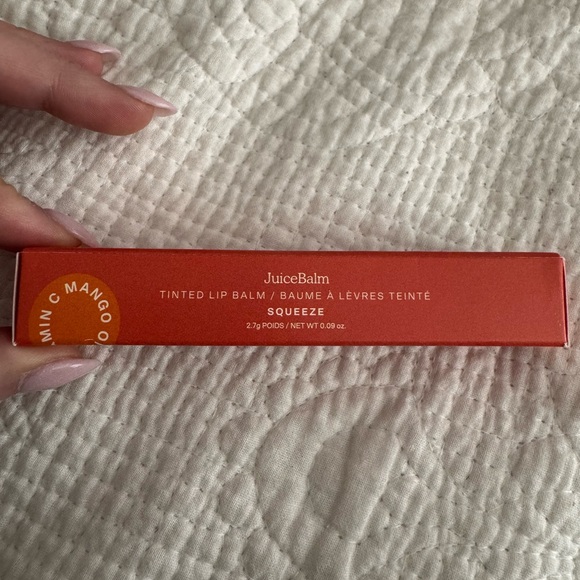 JuiceBalm
TINTED LIP BALM / BAUME À LÈVRES TEINTÉ
SQUEEZE
2.7g POIDS / NET WT 0.09 oz.
MIN C MANGO O